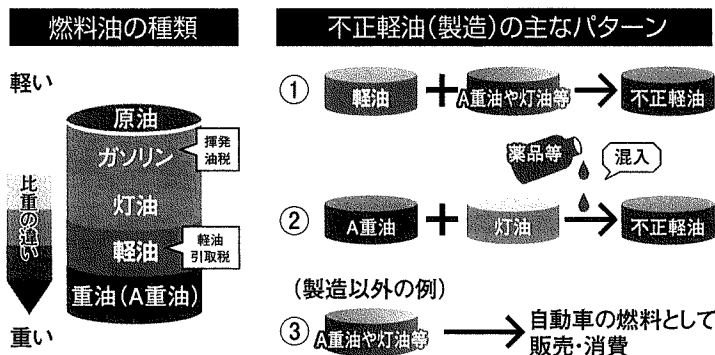 燃料油の種類
軽い
原油
ガソリン
揮発
油税
灯油
軽油
軽油
引取税
重油(A重油)
比重の違い
重い
不正軽油(製造)の主なパターン
① 軽油 + A重油や灯油等 → 不正軽油
薬品等
混入
② A重油 + 灯油 → 不正軽油
(製造以外の例)
③ A重油や灯油等 → 自動車の燃料として
販売・消費